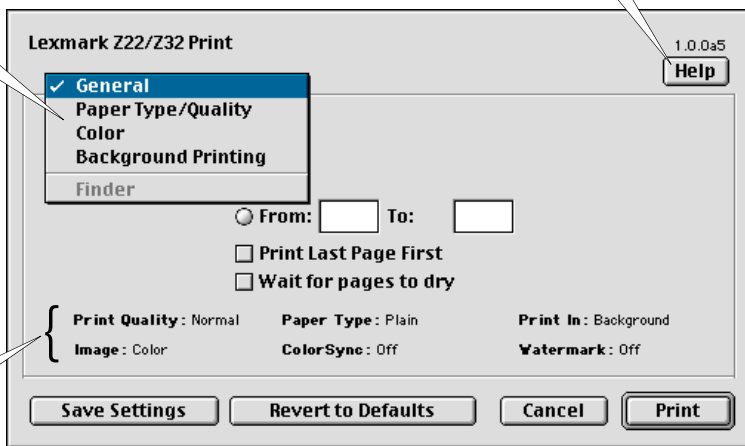 Lexmark Z22/Z32 Print
1.0.0a5
Help
✓ General
Paper Type/Quality
Color
Background Printing
Finder
From: To:
Print Last Page First
Wait for pages to dry
Print Quality: Normal Paper Type: Plain Print In: Background
Image: Color ColorSync: Off Watermark: Off
Save Settings Revert to Defaults Cancel Print